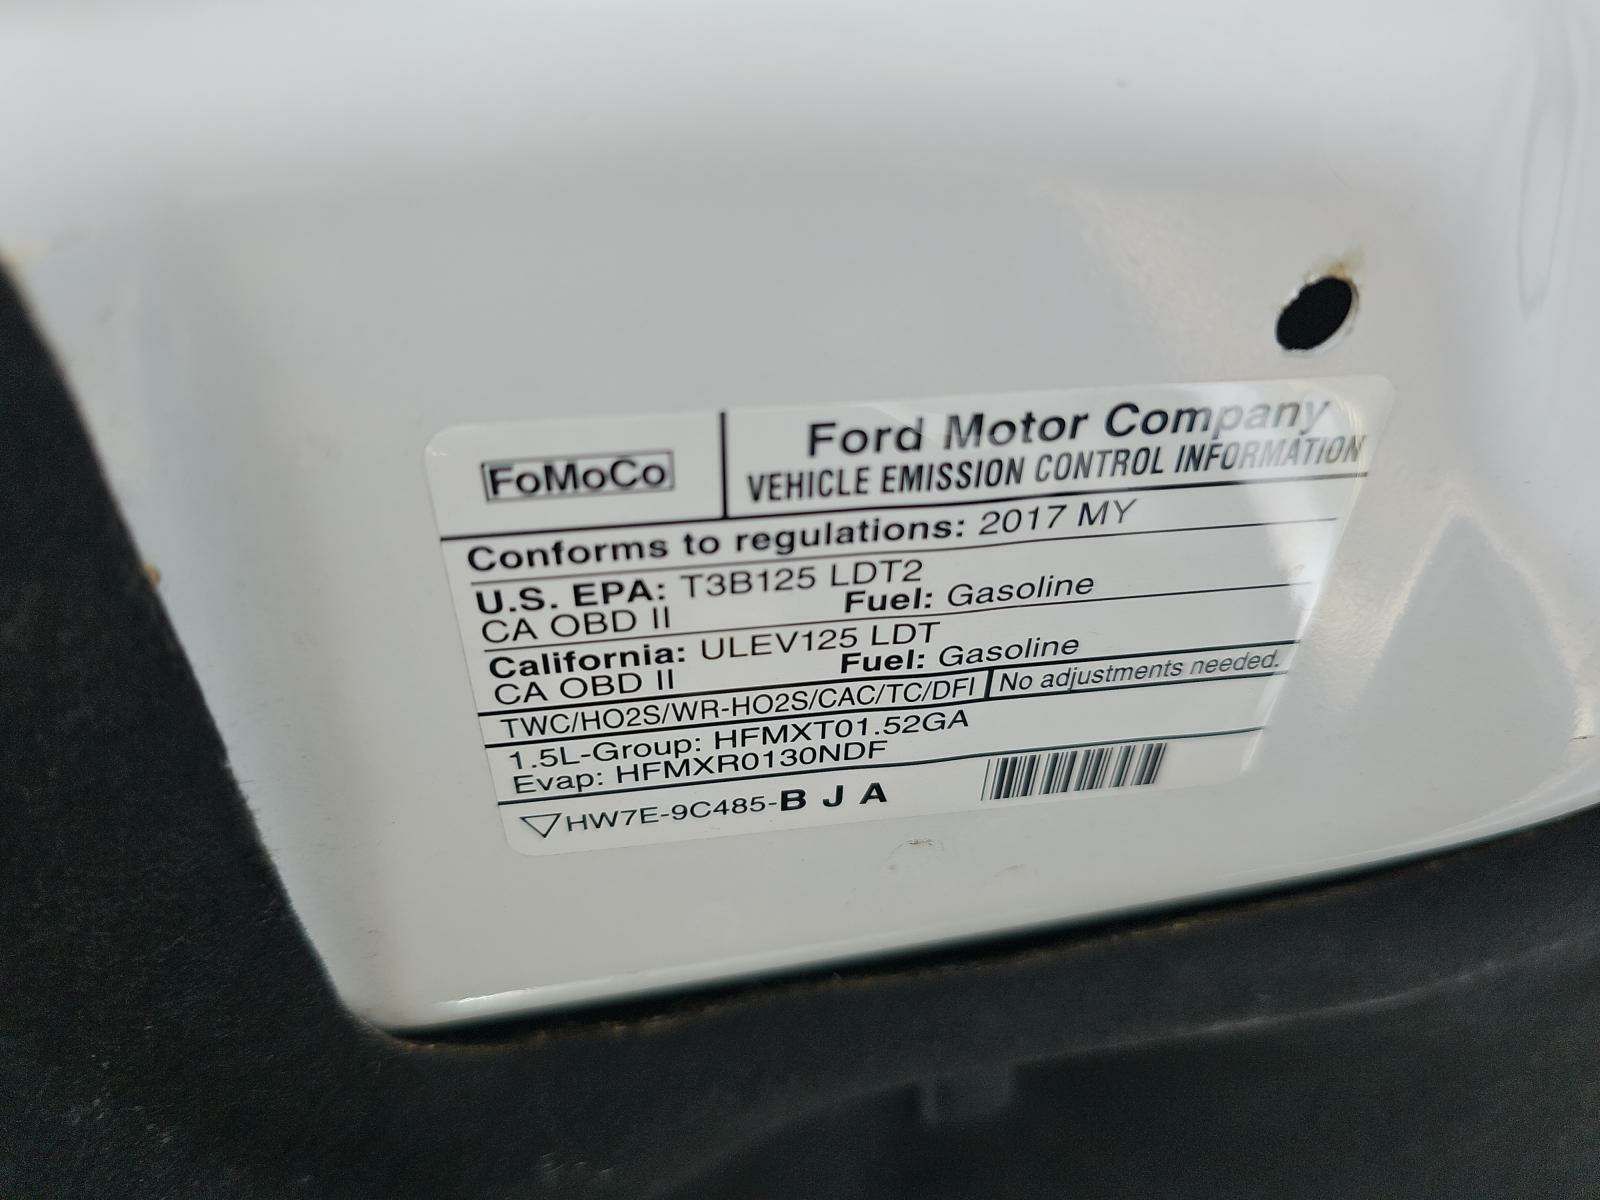 FoMoCo
Ford Motor Company
VEHICLE EMISSION CONTROL INFORMATION
Conforms to regulations: 2017 MY
U.S. EPA: T3B125 LDT2
CA OBD II Fuel: Gasoline
California: ULEV125 LDT
CA OBD II Fuel: Gasoline
TWC/HO2S/WR-HO2S/CAC/TC/DFI No adjustments needed.
1.5L-Group: HFMXT01.52GA
Evap: HFMXR0130NDF
HW7E-9C485-B J A